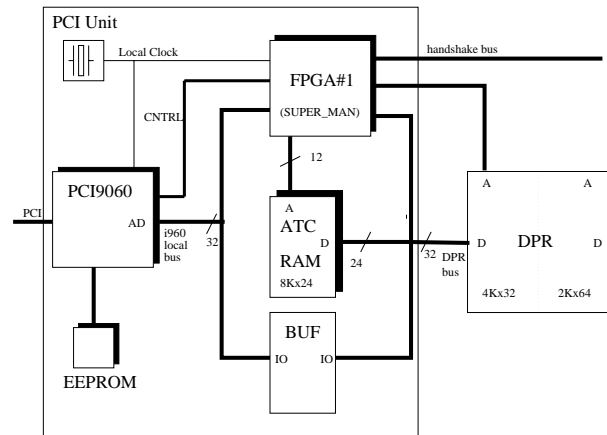 PCI Unit
Local Clock
handshake bus
FPGA#1
(SUPER_MAN)
CNTRL
12
PCI9060
PCI
AD
i960
local
bus
32
A
ATC
D
RAM
8Kx24
24
32
DPR
bus
A
A
D
DPR
D
4Kx32
2Kx64
BUF
IO
IO
EEPROM